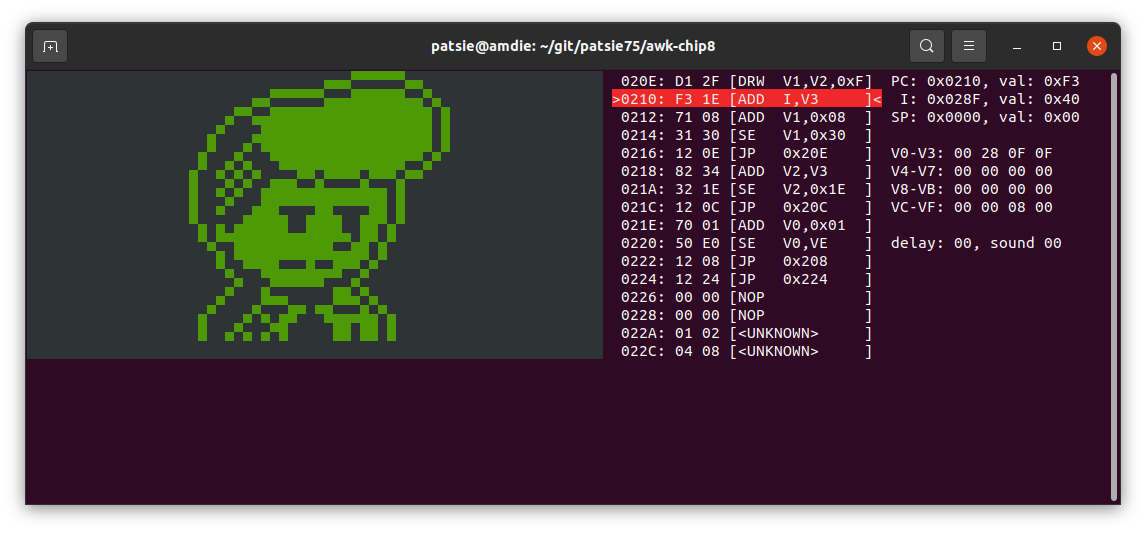 patsie@amdie: ~/git/patsie75/awk-chip8
020E: D1 2F [DRW  V1,V2,0xF]  PC: 0x0210, val: 0xF3
>0210: F3 1E [ADD  I,V3     ]<  I: 0x028F, val: 0x40
0212: 71 08 [ADD  V1,0x08  ]  SP: 0x0000, val: 0x00
0214: 31 30 [SE   V1,0x30  ]
0216: 12 0E [JP   0x20E    ]  V0-V3: 00 28 0F 0F
0218: 82 34 [ADD  V2,V3    ]  V4-V7: 00 00 00 00
021A: 32 1E [SE   V2,0x1E  ]  V8-VB: 00 00 00 00
021C: 12 0C [JP   0x20C    ]  VC-VF: 00 00 08 00
021E: 70 01 [ADD  V0,0x01  ]
0220: 50 E0 [SE   V0,VE    ]  delay: 00, sound 00
0222: 12 08 [JP   0x208    ]
0224: 12 24 [JP   0x224    ]
0226: 00 00 [NOP           ]
0228: 00 00 [NOP           ]
022A: 01 02 [<UNKNOWN>     ]
022C: 04 08 [<UNKNOWN>     ]